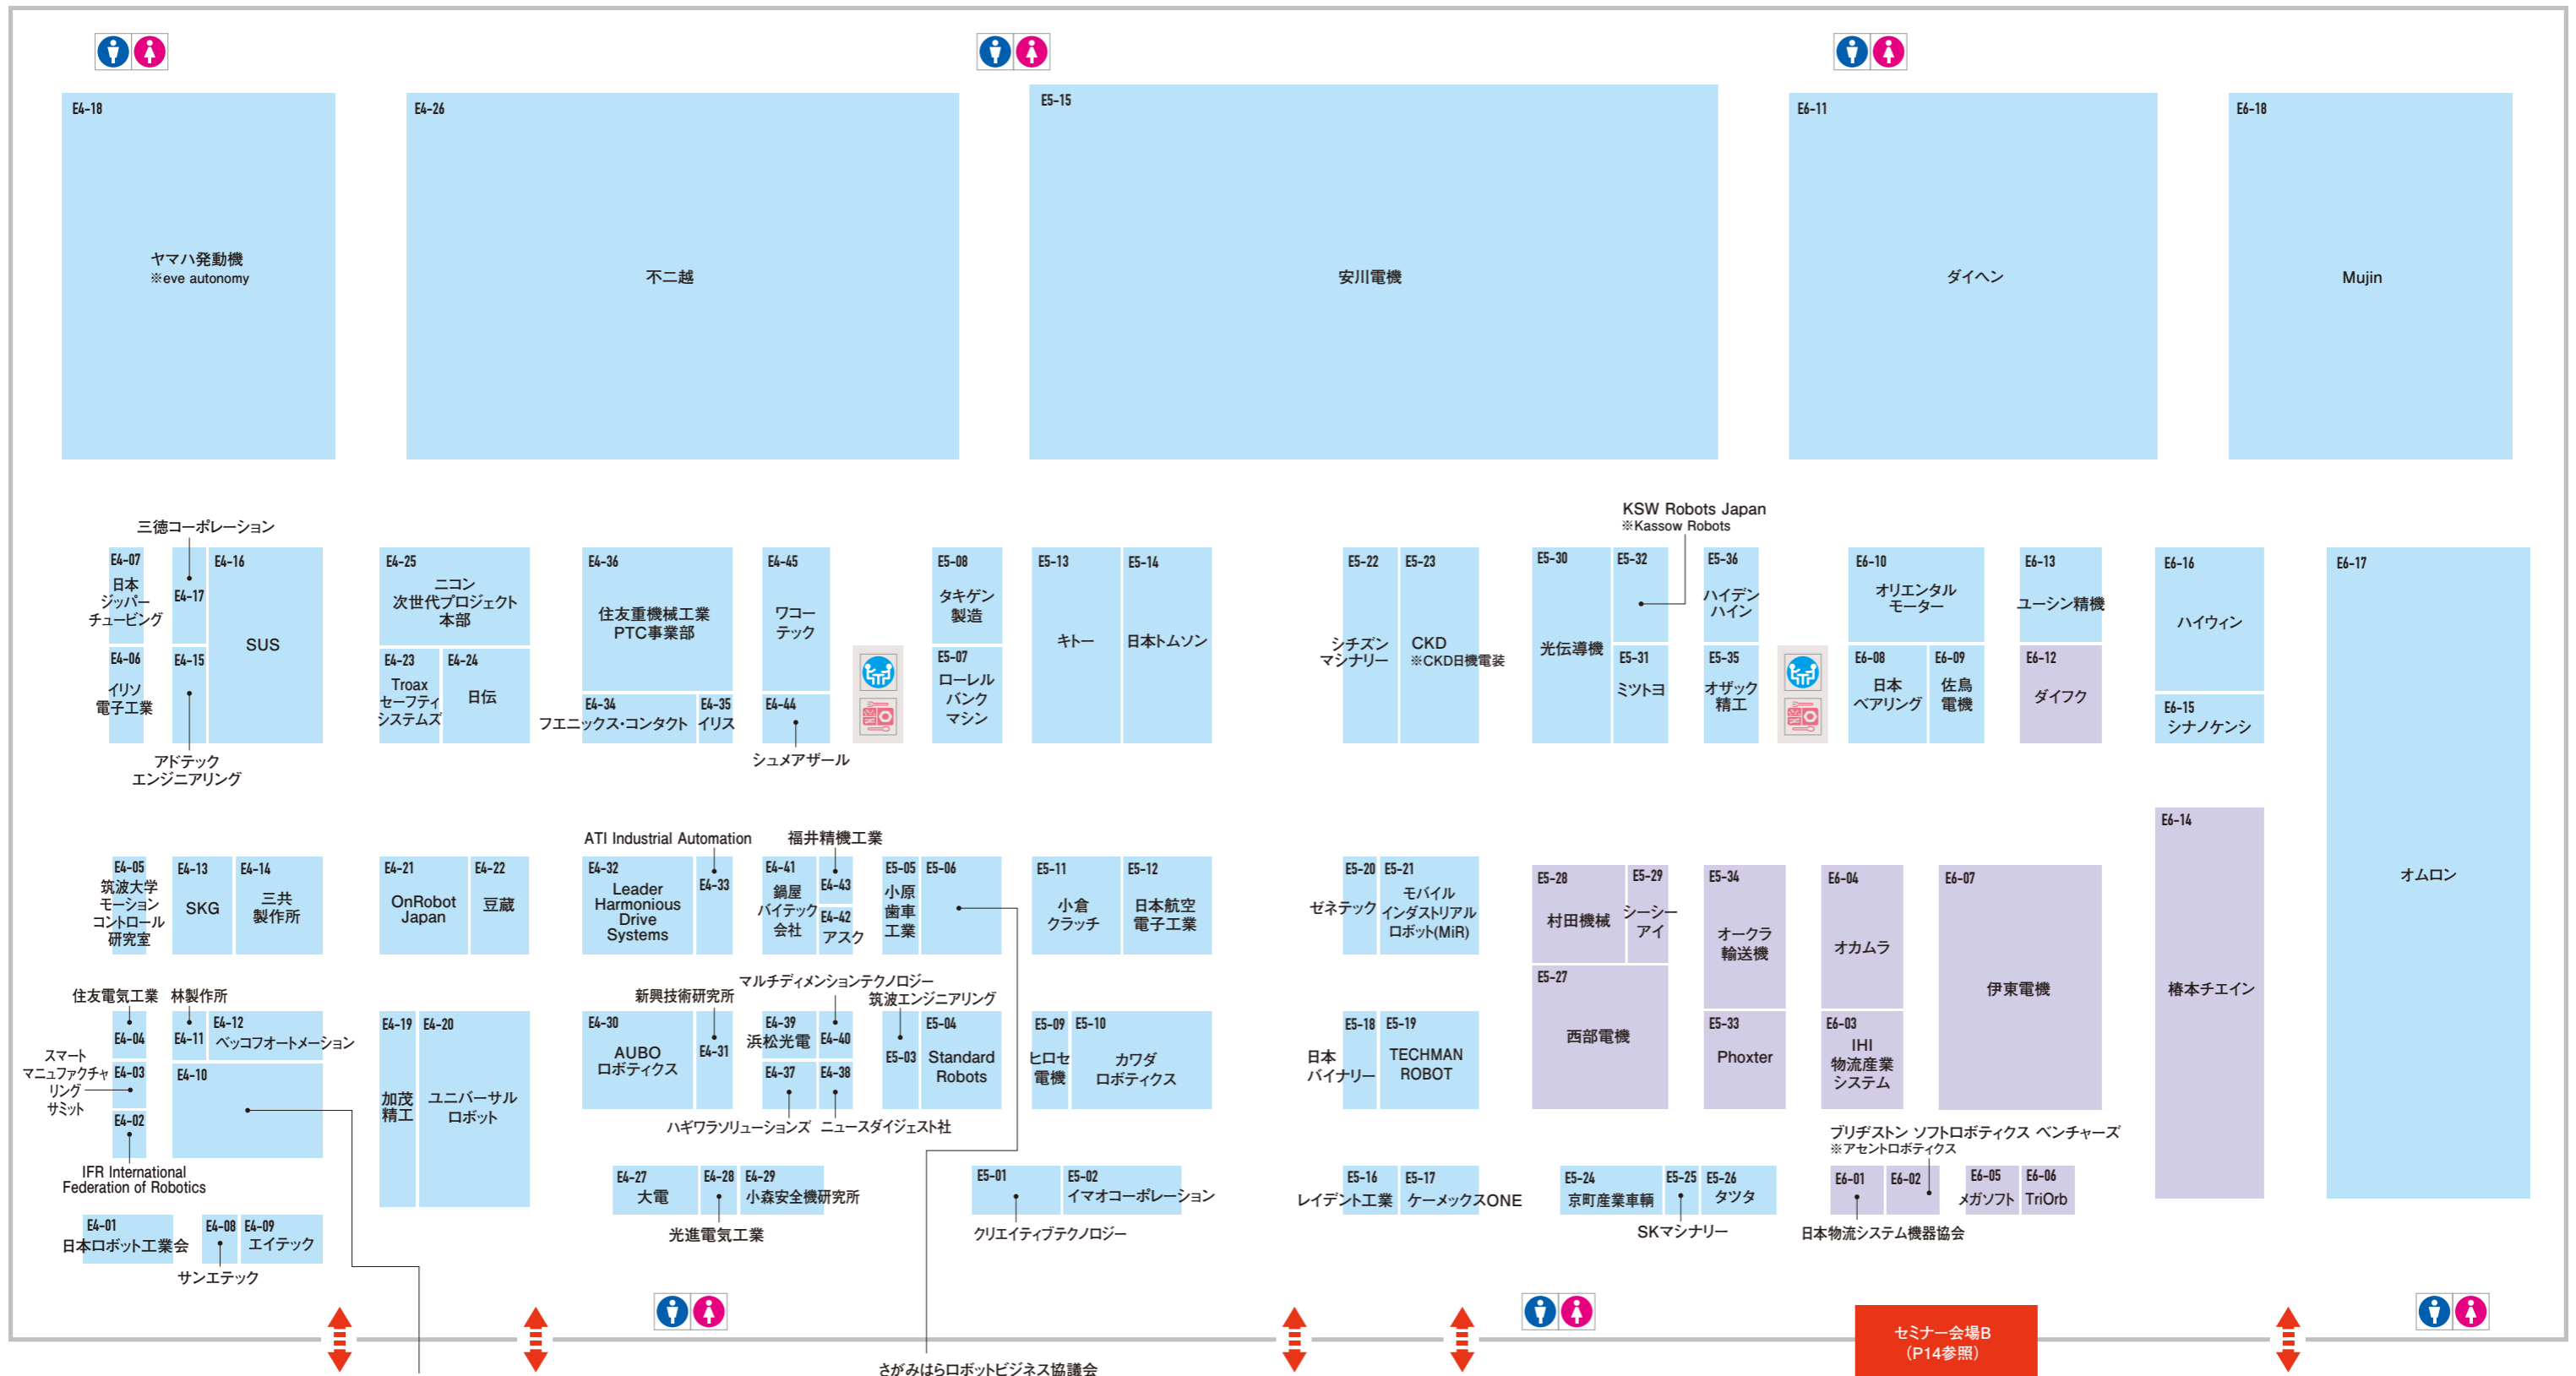 E4-18
ヤマハ発動機
※eve autonomy
E4-26
不二越
E5-15
安川電機
E6-11
ダイヘン
E6-18
Mujin
三徳コーポレーション
E4-07
日本
ジッパー
チュービング
E4-17
E4-16
SUS
E4-06
イリソ
電子工業
E4-15
アドテック
エンジニアリング
E4-25
ニコン
次世代プロジェクト
本部
E4-23
Troax
セーフティ
システムズ
E4-24
日伝
E4-36
住友重機械工業
PTC事業部
E4-34
フエニックス・コンタクト
E4-35
イリス
E4-45
ワコー
テック
E4-44
シュメアザール
E5-08
タキゲン
製造
E5-07
ローレル
バンク
マシン
E5-13
キトー
E5-14
日本トムソン
E5-22
シチズン
マシナリー
E5-23
CKD
※CKD日機電装
KSW Robots Japan
※Kassow Robots
E5-30
光伝導機
E5-32
E5-31
ミツトヨ
E5-36
ハイデン
ハイン
E5-35
オザック
精工
E6-10
オリエンタル
モーター
E6-08
日本
ベアリング
E6-09
佐鳥
電機
E6-13
ユーシン精機
E6-12
ダイフク
E6-16
ハイウィン
E6-15
シナノケンシ
E6-17
オムロン
E4-05
筑波大学
モーション
コントロール
研究室
E4-13
SKG
E4-14
三共
製作所
E4-21
OnRobot
Japan
E4-22
豆蔵
ATI Industrial Automation
E4-32
Leader
Harmonious
Drive
Systems
E4-33
福井精機工業
E4-41
鍋屋
バイテック
会社
E4-43
E4-42
アスク
E5-05
小原
歯車
工業
E5-06
E5-11
小倉
クラッチ
E5-12
日本航空
電子工業
E5-20
ゼネテック
E5-21
モバイル
インダストリアル
ロボット(MiR)
E5-28
村田機械
E5-29
シーシー
アイ
E5-27
西部電機
E5-34
オークラ
輸送機
E5-33
Phoxter
E6-04
オカムラ
E6-03
IHI
物流産業
システム
E6-07
伊東電機
E6-14
椿本チエイン
住友電気工業
E4-04
スマート
マニュファクチャ
リング
サミット
E4-03
E4-02
IFR International
Federation of Robotics
林製作所
E4-11
E4-12
ベッコフオートメーション
E4-10
E4-19
加茂
精工
E4-20
ユニバーサル
ロボット
新興技術研究所
E4-30
AUBO
ロボティクス
E4-31
マルチディメンションテクノロジー
E4-39
浜松光電
E4-40
E4-37
ハギワラソリューションズ
E4-38
ニュースダイジェスト社
筑波エンジニアリング
E5-03
E5-04
Standard
Robots
E5-09
ヒロセ
電機
E5-10
カワダ
ロボティクス
E5-18
日本
バイナリー
E5-19
TECHMAN
ROBOT
E4-01
日本ロボット工業会
E4-08
サンエテック
E4-09
エイテック
E4-27
大電
E4-28
光進電気工業
E4-29
小森安全機研究所
E5-01
クリエイティブテクノロジー
E5-02
イマオコーポレーション
E5-16
レイデント工業
E5-17
ケーメックスONE
E5-24
京町産業車輌
E5-25
SKマシナリー
E5-26
タツタ
ブリヂストン ソフトロボティクス ベンチャーズ
※アセントロボティクス
E6-01
日本物流システム機器協会
E6-02
E6-05
メガソフト
E6-06
TriOrb
さがみはらロボットビジネス協議会
セミナー会場B
(P14参照)